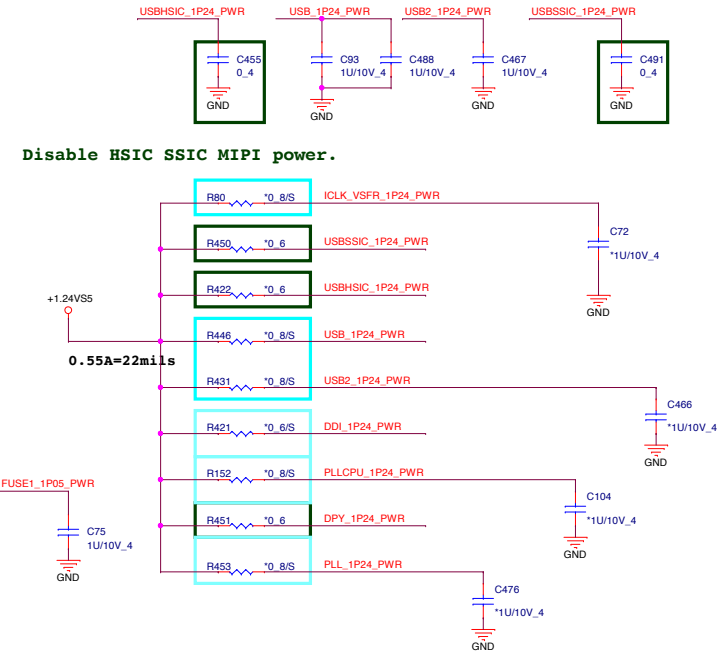 USBHSIC_1P24_PWR
USB_1P24_PWR
USB2_1P24_PWR
USBSSIC_1P24_PWR
C455
0_4
C93
1U/10V_4
C488
1U/10V_4
C467
1U/10V_4
C491
0_4
GND
GND
GND
GND
Disable HSIC SSIC MIPI power.
R80
*0_8/S
ICLK_VSFR_1P24_PWR
C72
*1U/10V_4
GND
R450
*0_6
USBSSIC_1P24_PWR
R422
*0_6
USBHSIC_1P24_PWR
+1.24VS5
R446
*0_8/S
USB_1P24_PWR
0.55A=22mils
R431
*0_8/S
USB2_1P24_PWR
C466
*1U/10V_4
GND
R421
*0_6/S
DDI_1P24_PWR
R152
*0_8/S
PLLCPU_1P24_PWR
C104
*1U/10V_4
GND
FUSE1_1P05_PWR
C75
1U/10V_4
GND
R451
*0_6
DPY_1P24_PWR
R453
*0_8/S
PLL_1P24_PWR
C476
*1U/10V_4
GND